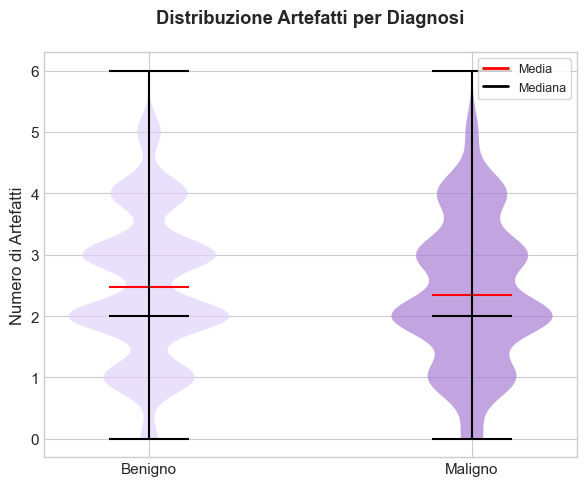 Distribuzione Artefatti per Diagnosi
Media
Mediana
Numero di Artefatti
6
5
4
3
2
1
0
Benigno
Maligno